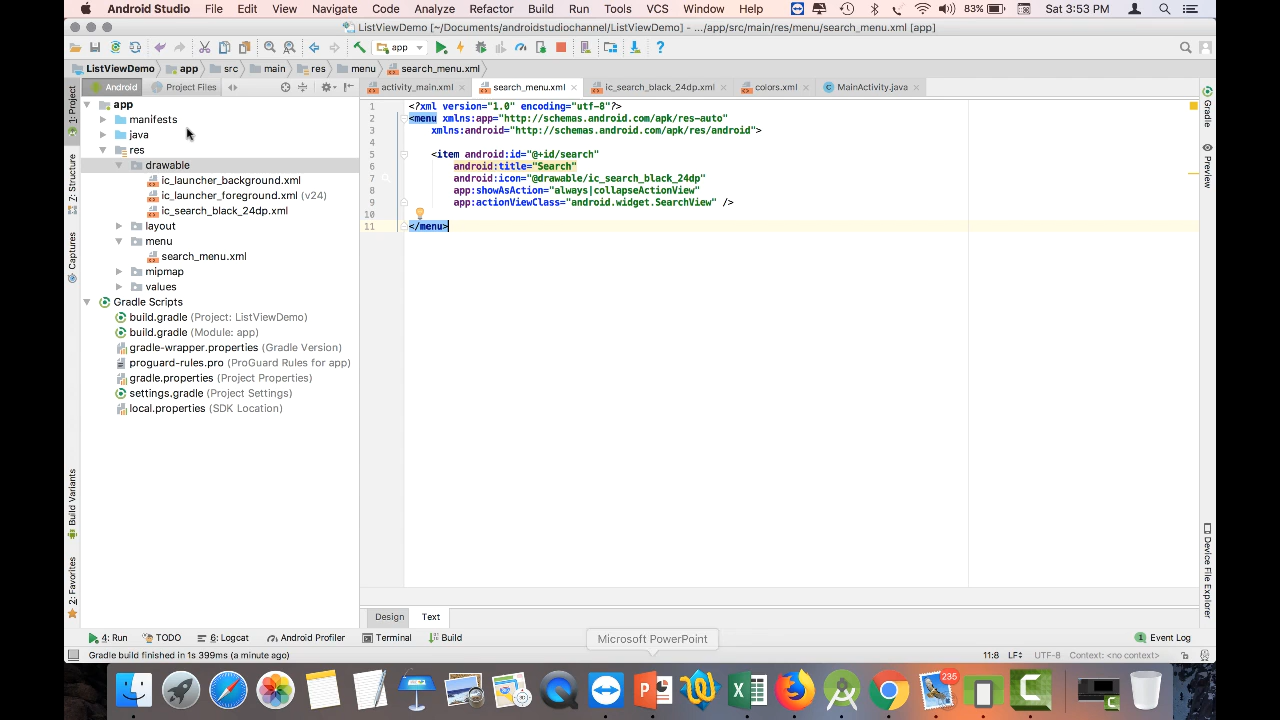 Android Studio File Edit View Navigate Code Analyze Refactor Build Run Tools VCS Window Help 83% Sat 3:53 PM
ListViewDemo [~/Documents/androidstudiochannel/ListViewDemo] - .../app/src/main/res/menu/search_menu.xml [app]
app
ListViewDemo app src main res menu search_menu.xml
Android Project Files
activity_main.xml search_menu.xml ic_search_black_24dp.xml colors.xml MainActivity.java
1: Project
Z: Structure
Captures
Build Variants
2: Favorites
app
manifests
java
res
drawable
ic_launcher_background.xml
ic_launcher_foreground.xml (v24)
ic_search_black_24dp.xml
layout
menu
search_menu.xml
mipmap
values
Gradle Scripts
build.gradle (Project: ListViewDemo)
build.gradle (Module: app)
gradle-wrapper.properties (Gradle Version)
proguard-rules.pro (ProGuard Rules for app)
gradle.properties (Project Properties)
settings.gradle (Project Settings)
local.properties (SDK Location)
1 <?xml version="1.0" encoding="utf-8"?>
2 <menu xmlns:app="http://schemas.android.com/apk/res-auto"
3 xmlns:android="http://schemas.android.com/apk/res/android">
4
5 <item android:id="@+id/search"
6 android:title="Search"
7 android:icon="@drawable/ic_search_black_24dp"
8 app:showAsAction="always|collapseActionView"
9 app:actionViewClass="android.widget.SearchView" />
10
11 </menu>
Gradle
Preview
Device File Explorer
Design Text
4: Run TODO 6: Logcat Android Profiler Terminal Build 1 Event Log
Microsoft PowerPoint
Gradle build finished in 1s 399ms (a minute ago) 11:8 LF÷ UTF-8 Context: <no context>
235